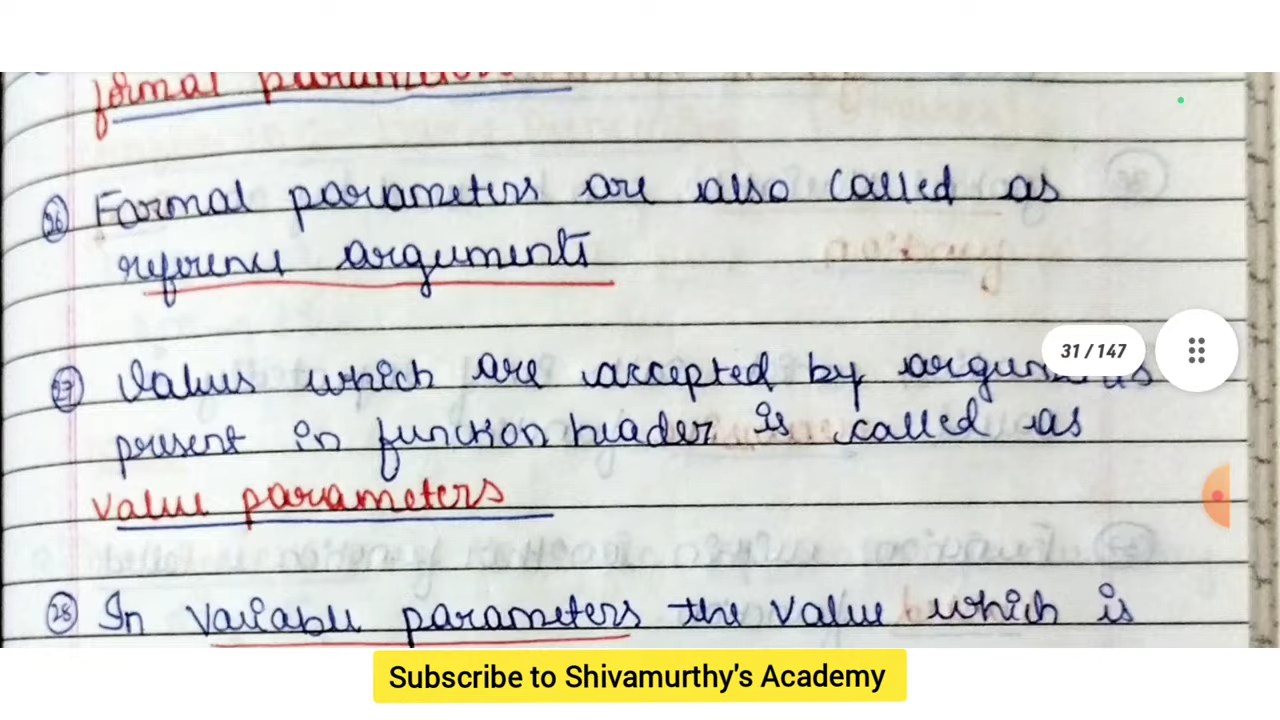 formal parameters
26 Formal parameters are also called as
reference arguments
27 Values which are accepted by arguments
present in function header is called as
value parameters
28 In variable parameters the value which is
31 / 147
Subscribe to Shivamurthy's Academy